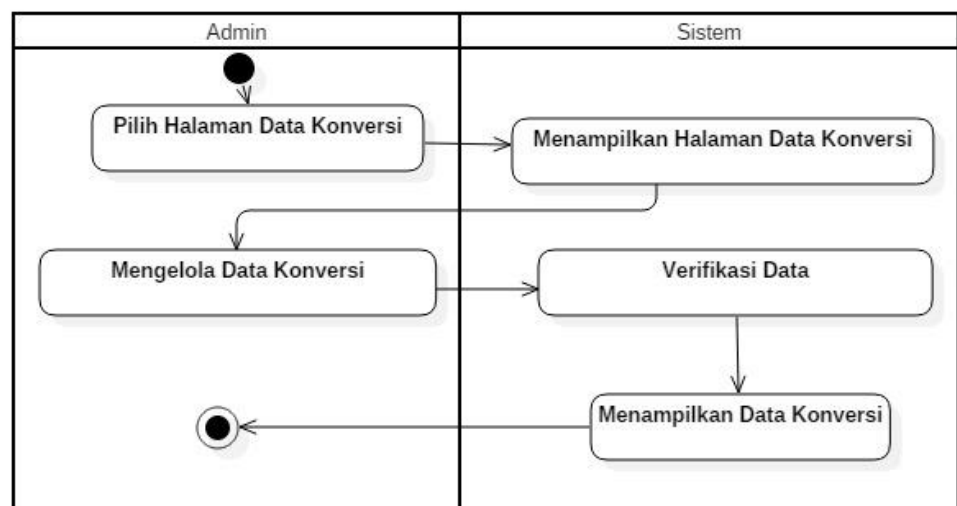 Admin
Sistem
Pilih Halaman Data Konversi
Menampilkan Halaman Data Konversi
Mengelola Data Konversi
Verifikasi Data
Menampilkan Data Konversi